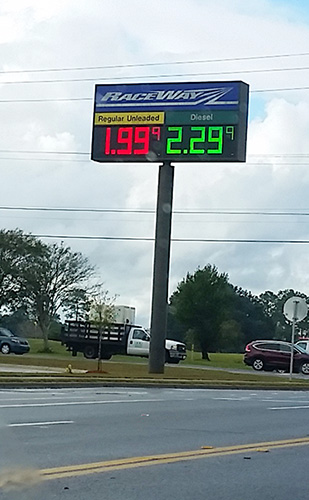 RACEWAY
Regular Unleaded Diesel
1.99 9 2.29 9